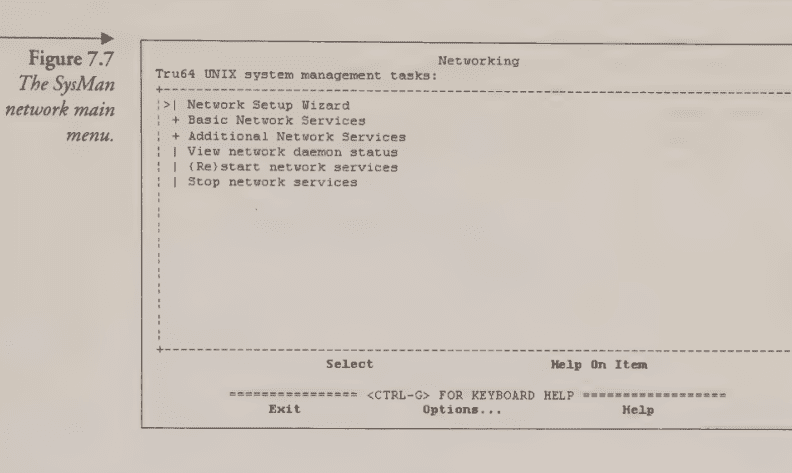 Figure 7.7
The SysMan
network main
menu.
Networking
Tru64 UNIX system management tasks:
+--------------------------------------------------------------------------------
>| Network Setup Wizard
+ Basic Network Services
+ Additional Network Services
| View network daemon status
| (Re)start network services
| Stop network services
+--------------------------------------------------------------------------------
Select Help On Item
================ <CTRL-G> FOR KEYBOARD HELP ==================
Exit Options... Help